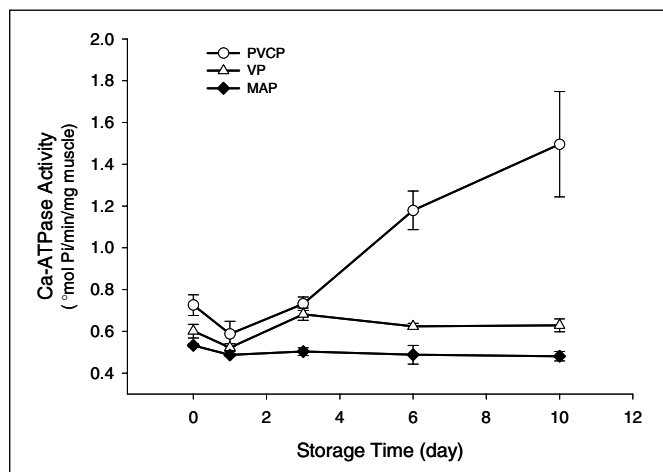 2.0
1.8
1.6
1.4
1.2
1.0
0.8
0.6
0.4
PVCP
VP
MAP
Ca-ATPase Activity
( °mol Pi/min/mg muscle)
0 2 4 6 8 10 12
Storage Time (day)